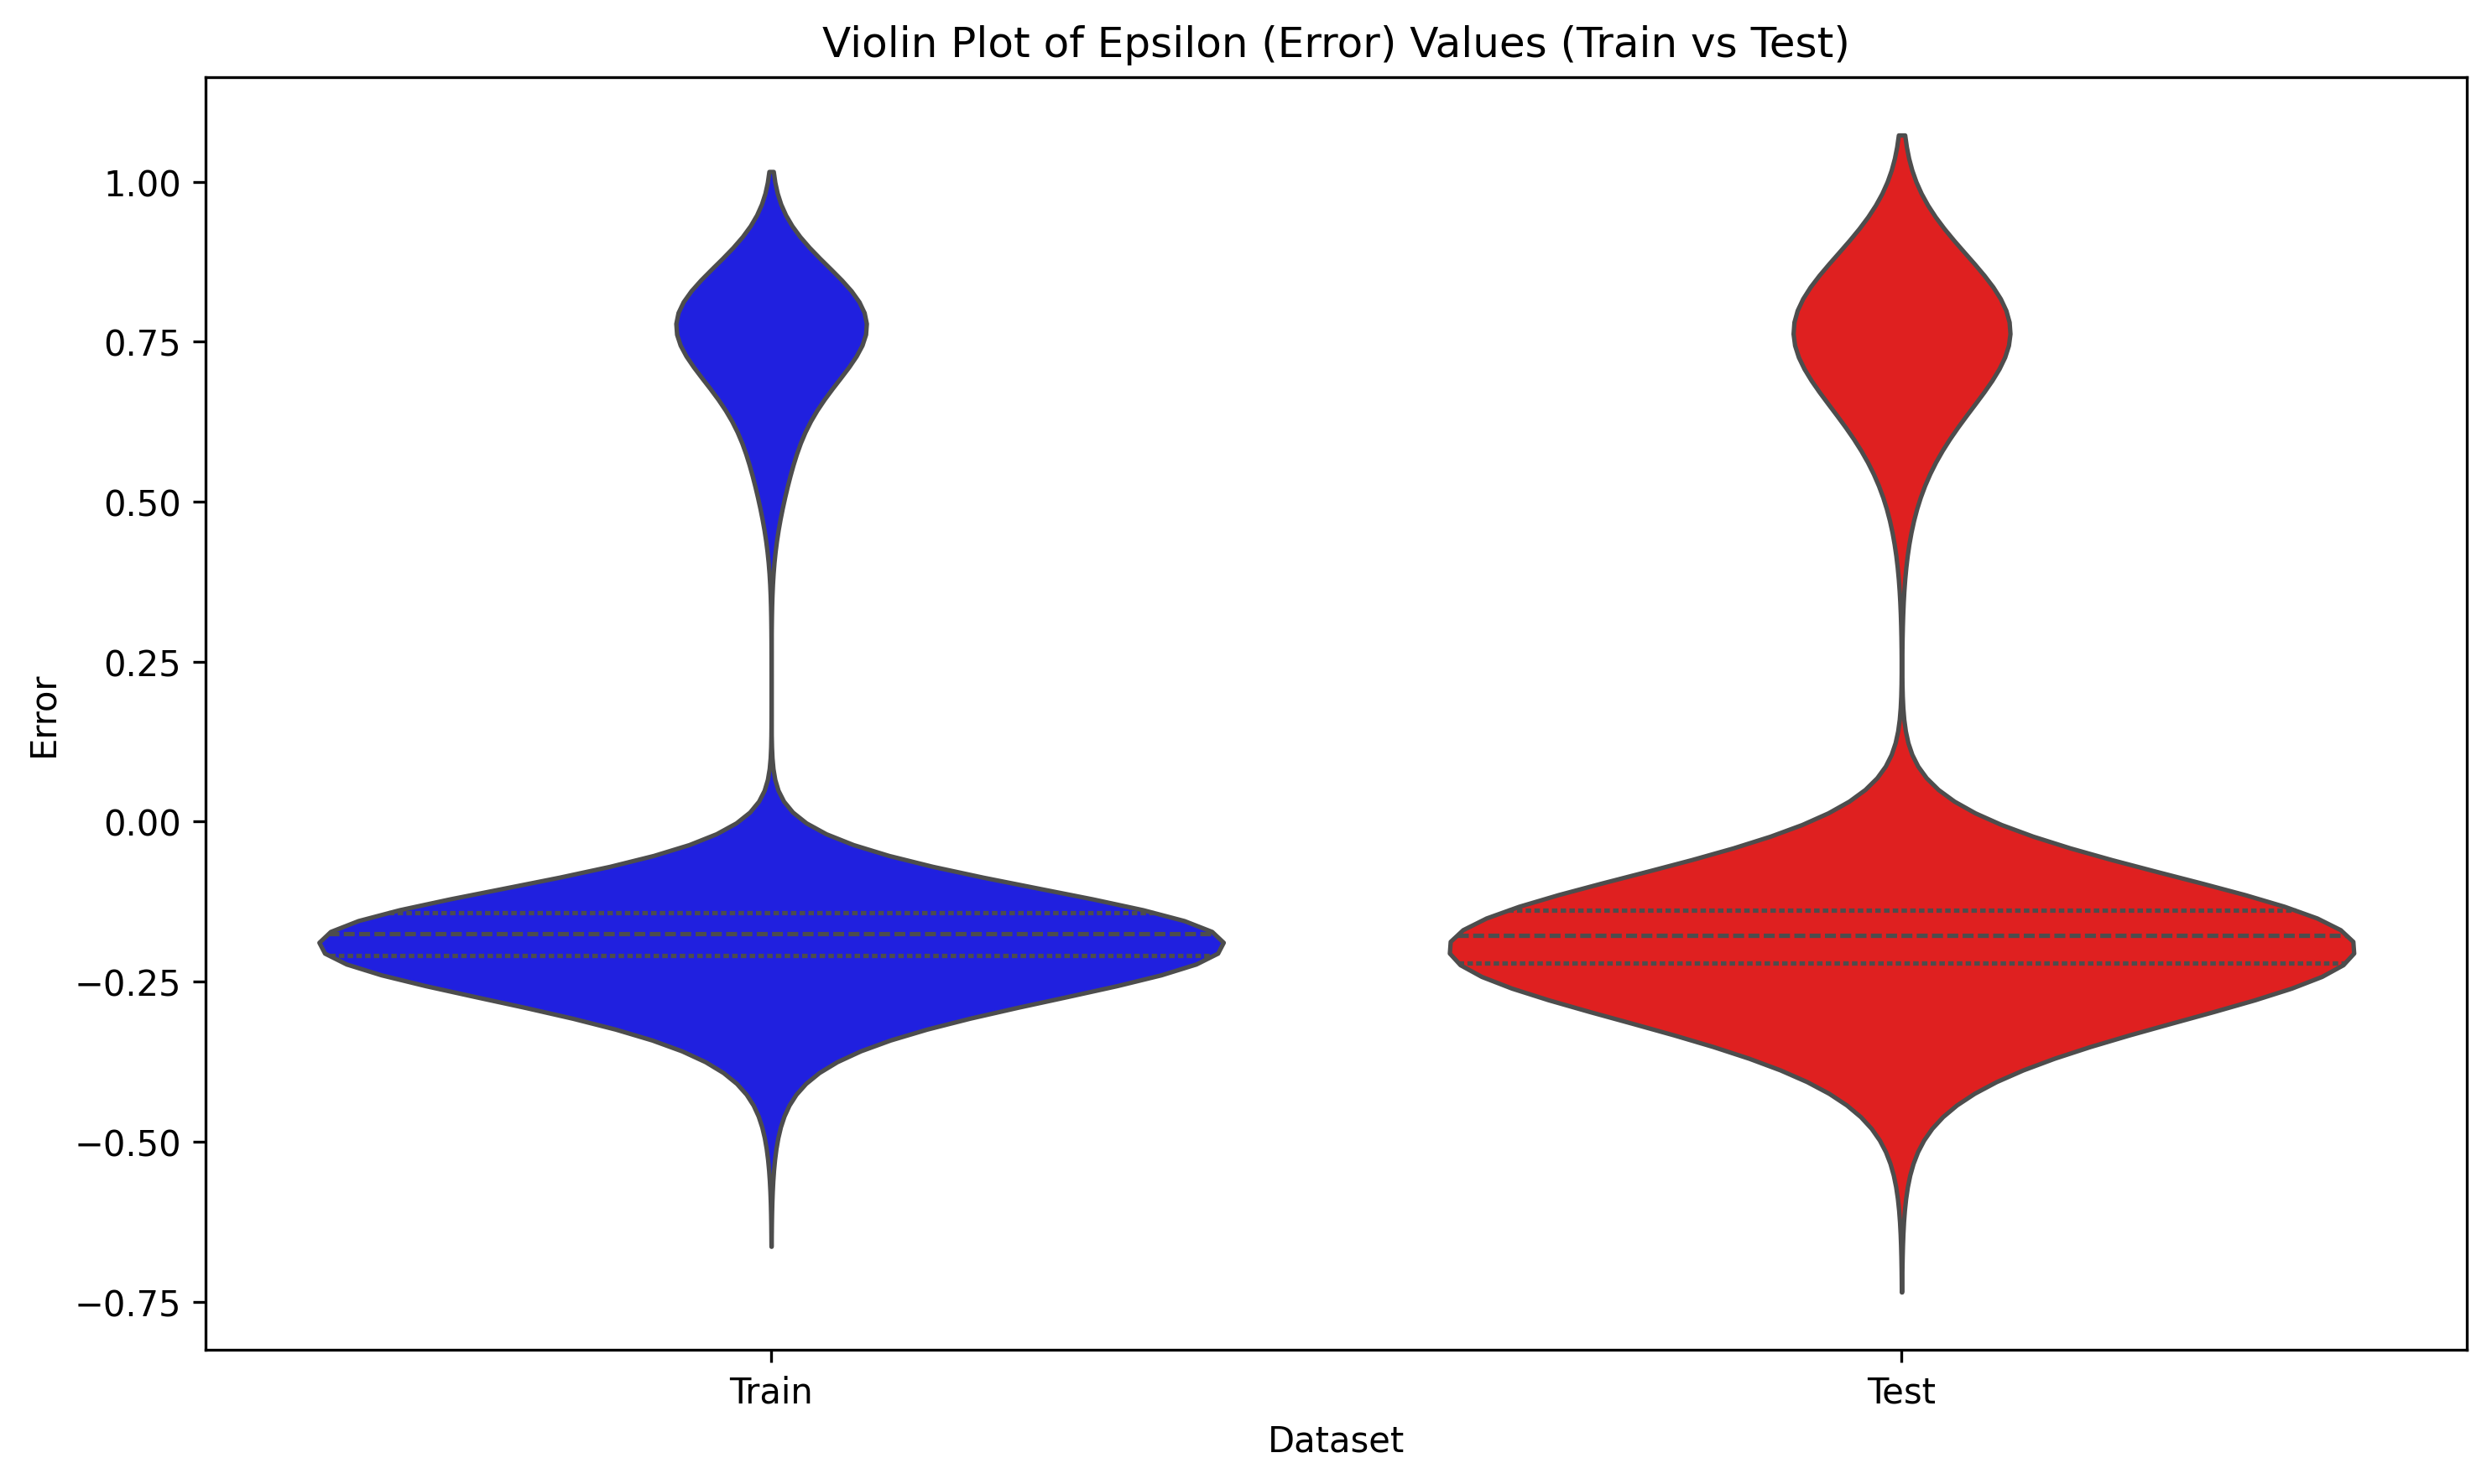 Violin Plot of Epsilon (Error) Values (Train vs Test)
1.00
0.75
0.50
0.25
0.00
−0.25
−0.50
−0.75
Error
Train
Test
Dataset